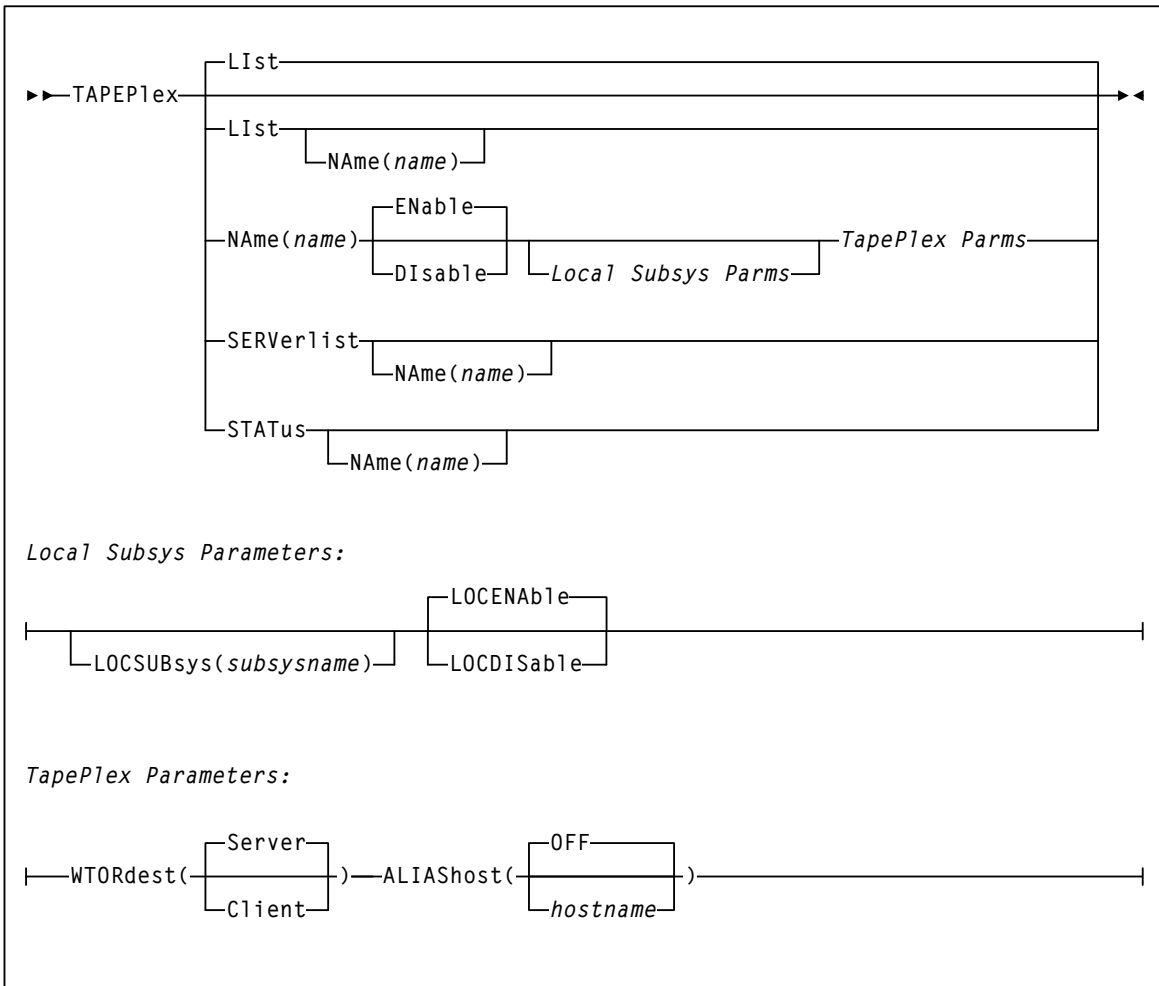 LIst
TAPEPlex
LIst
NAme(name)
ENable
NAme(name) TapePlex Parms
DIsable
Local Subsys Parms
SERVerlist
NAme(name)
STATus
NAme(name)
Local Subsys Parameters:
LOCENAble
LOCSUBsys(subsysname) LOCDISable
TapePlex Parameters:
Server OFF
WTORdest( ) ALIAShost( )
Client hostname